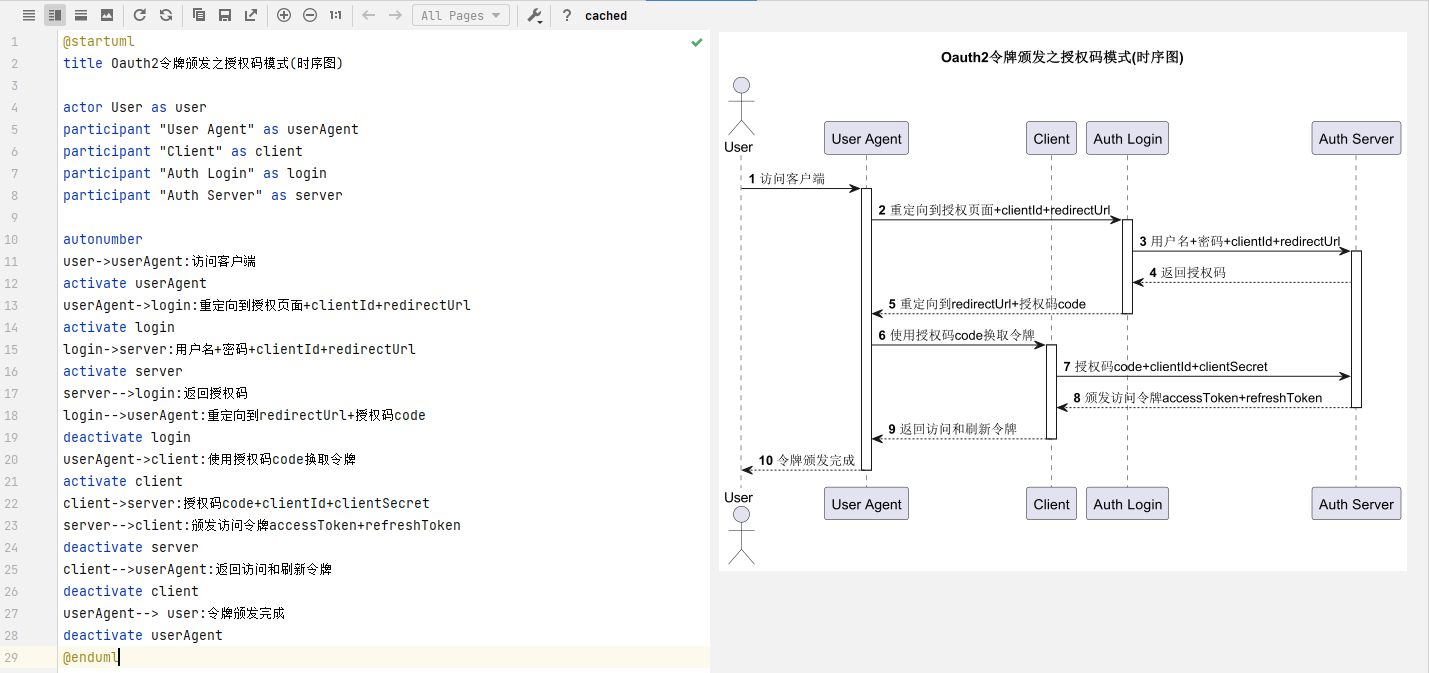 1:1
All Pages
?
cached
1 @startuml
2 title Oauth2令牌颁发之授权码模式(时序图)
3
4 actor User as user
5 participant "User Agent" as userAgent
6 participant "Client" as client
7 participant "Auth Login" as login
8 participant "Auth Server" as server
9
10 autonumber
11 user->userAgent:访问客户端
12 activate userAgent
13 userAgent->login:重定向到授权页面+clientId+redirectUrl
14 activate login
15 login->server:用户名+密码+clientId+redirectUrl
16 activate server
17 server-->login:返回授权码
18 login-->userAgent:重定向到redirectUrl+授权码code
19 deactivate login
20 userAgent->client:使用授权码code换取令牌
21 activate client
22 client->server:授权码code+clientId+clientSecret
23 server-->client:颁发访问令牌accessToken+refreshToken
24 deactivate server
25 client-->userAgent:返回访问和刷新令牌
26 deactivate client
27 userAgent--> user:令牌颁发完成
28 deactivate userAgent
29 @enduml
Oauth2令牌颁发之授权码模式(时序图)
User
User Agent
Client
Auth Login
Auth Server
1 访问客户端
2 重定向到授权页面+clientId+redirectUrl
3 用户名+密码+clientId+redirectUrl
4 返回授权码
5 重定向到redirectUrl+授权码code
6 使用授权码code换取令牌
7 授权码code+clientId+clientSecret
8 颁发访问令牌accessToken+refreshToken
9 返回访问和刷新令牌
10 令牌颁发完成
User
User Agent
Client
Auth Login
Auth Server